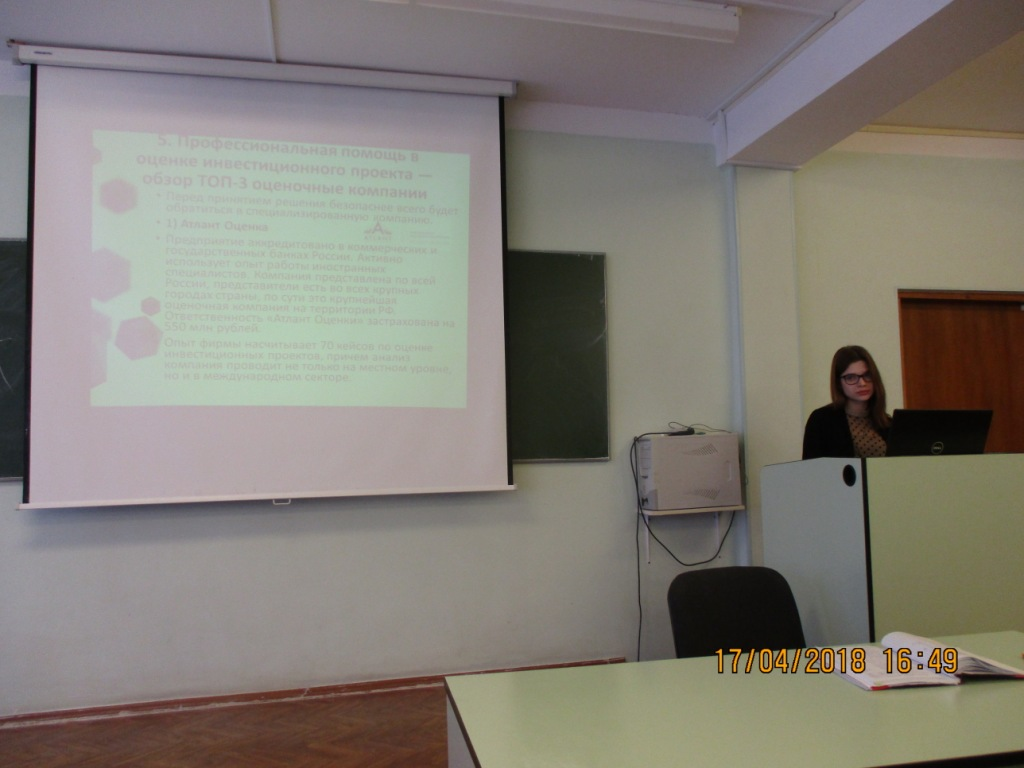 5. Профессиональная помощь в
оценке инвестиционного проекта —
обзор ТОП-3 оценочные компании
• Перед принятием решения безопаснее всего будет
обратиться в специализированную компанию:
• 1) Атлант Оценка
АТЛАНТ
• Предприятие аккредитовано в коммерческих и
государственных банках России. Активно
использует опыт работы иностранных
специалистов. Компания представлена по всей
России, представители есть во всех крупных
городах страны, по сути это крупнейшая
оценочная компания на территории РФ.
Ответственность «Атлант Оценки» застрахована на
550 млн рублей.
Опыт фирмы насчитывает 70 кейсов по оценке
инвестиционных проектов, причем анализ
компания проводит не только на местном уровне,
но и в международном секторе.
DELL
17/04/2018 16:49